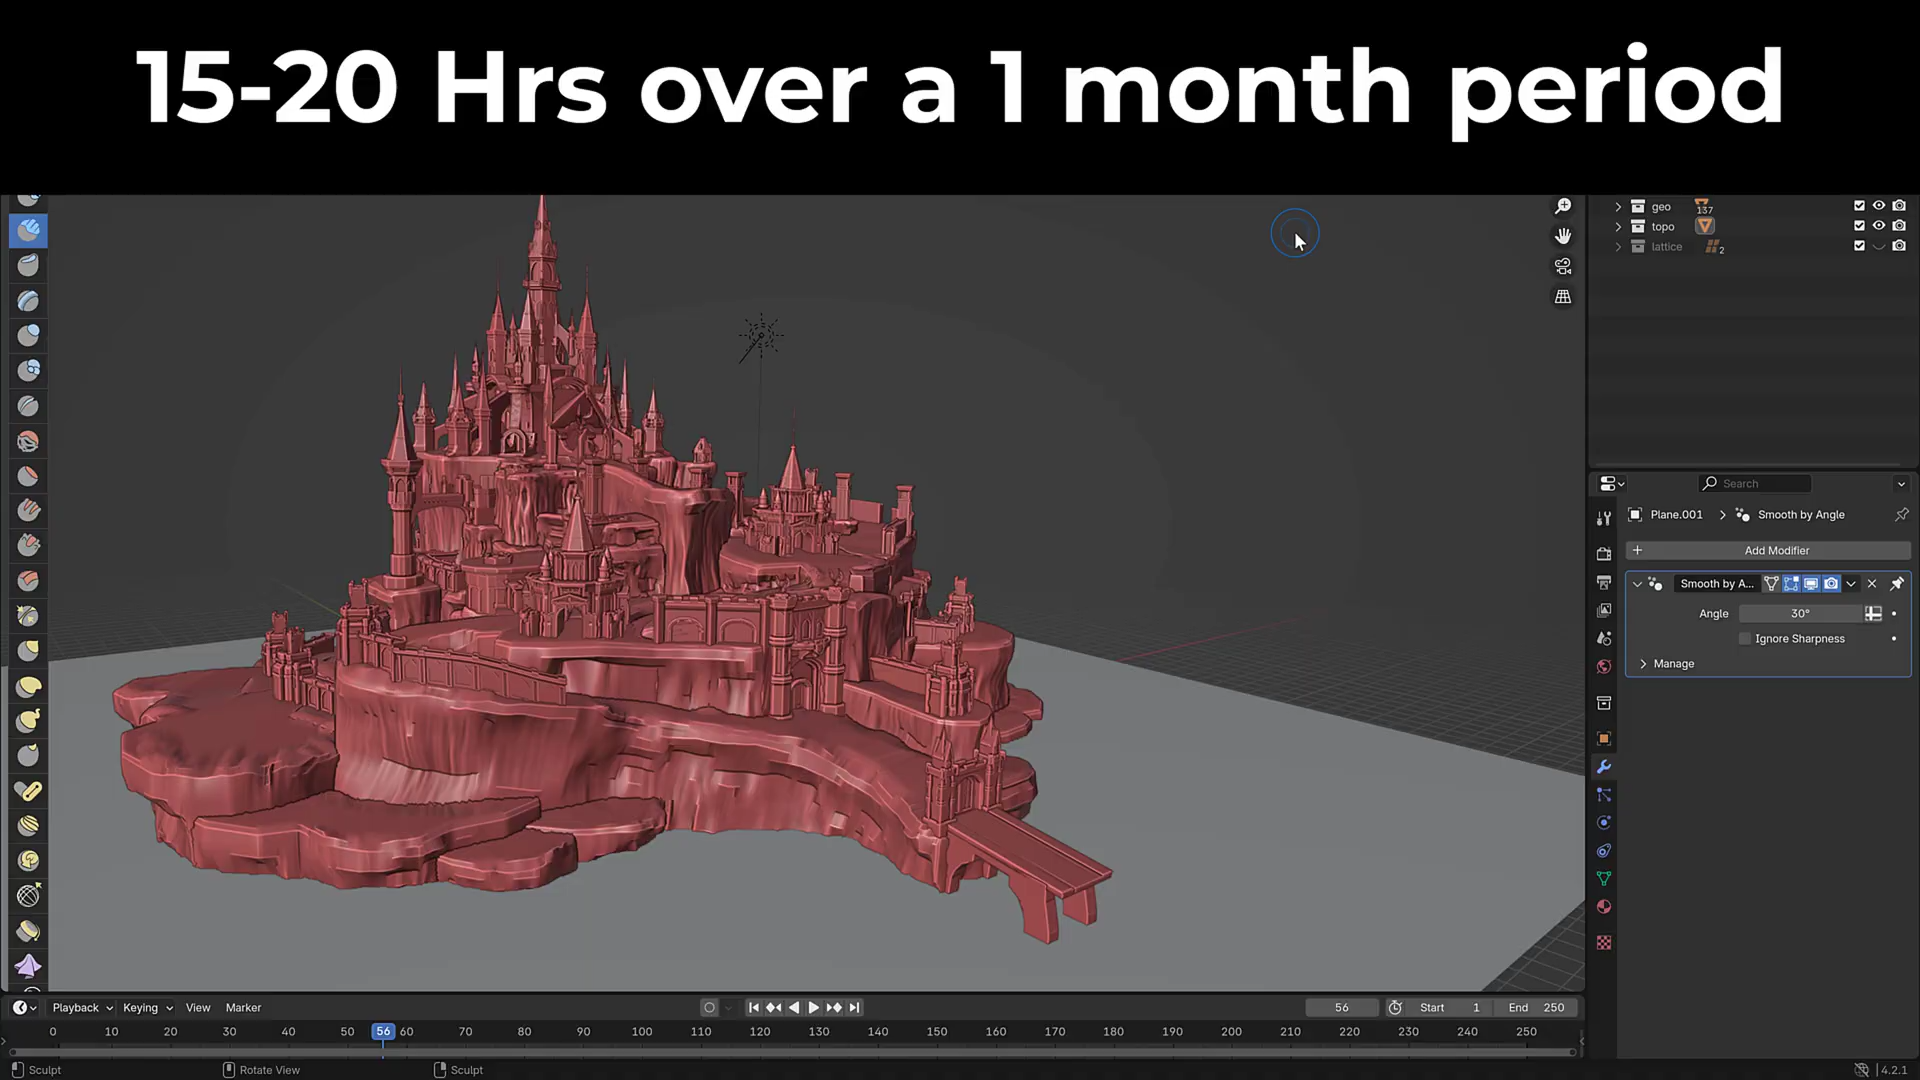 15-20 Hrs over a 1 month period
geo 137
topo
lattice 2
Search
Plane.001 Smooth by Angle
Add Modifier
Smooth by A...
Angle 30°
Ignore Sharpness
Manage
Playback Keying View Marker 56 Start 1 End 250
0 10 20 30 40 50 56 60 70 80 90 100 110 120 130 140 150 160 170 180 190 200 210 220 230 240 250
Sculpt Rotate View Sculpt 4.2.1